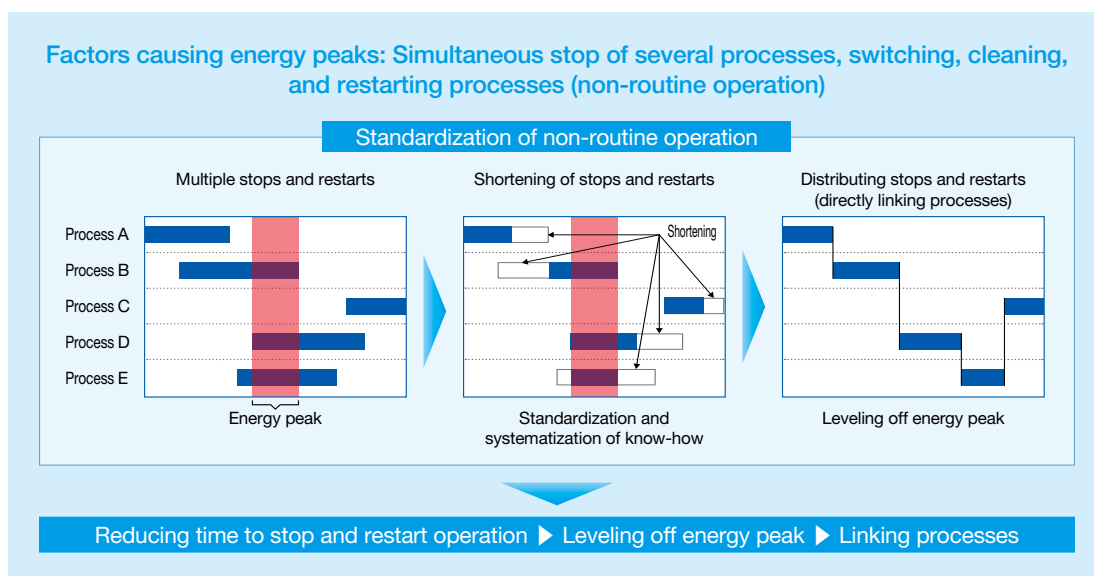 Factors causing energy peaks: Simultaneous stop of several processes, switching, cleaning,
and restarting processes (non-routine operation)
Standardization of non-routine operation
Multiple stops and restarts
Process A
Process B
Process C
Process D
Process E
Energy peak
Shortening of stops and restarts
Shortening
Standardization and
systematization of know-how
Distributing stops and restarts
(directly linking processes)
Leveling off energy peak
Reducing time to stop and restart operation ▶ Leveling off energy peak ▶ Linking processes